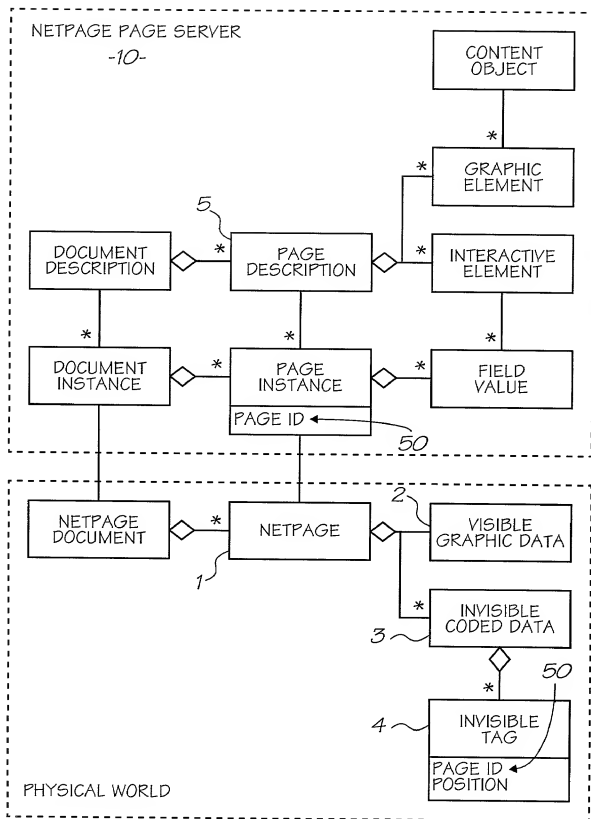 NETPAGE PAGE SERVER
-10-
CONTENT
OBJECT
*
*
GRAPHIC
ELEMENT
5
DOCUMENT
DESCRIPTION
*
PAGE
DESCRIPTION
*
INTERACTIVE
ELEMENT
*
*
*
DOCUMENT
INSTANCE
*
PAGE
INSTANCE
*
FIELD
VALUE
PAGE ID
50
NETPAGE
DOCUMENT
*
NETPAGE
1
2
VISIBLE
GRAPHIC DATA
*
INVISIBLE
CODED DATA
3
*
50
4
INVISIBLE
TAG
PAGE ID
POSITION
PHYSICAL WORLD